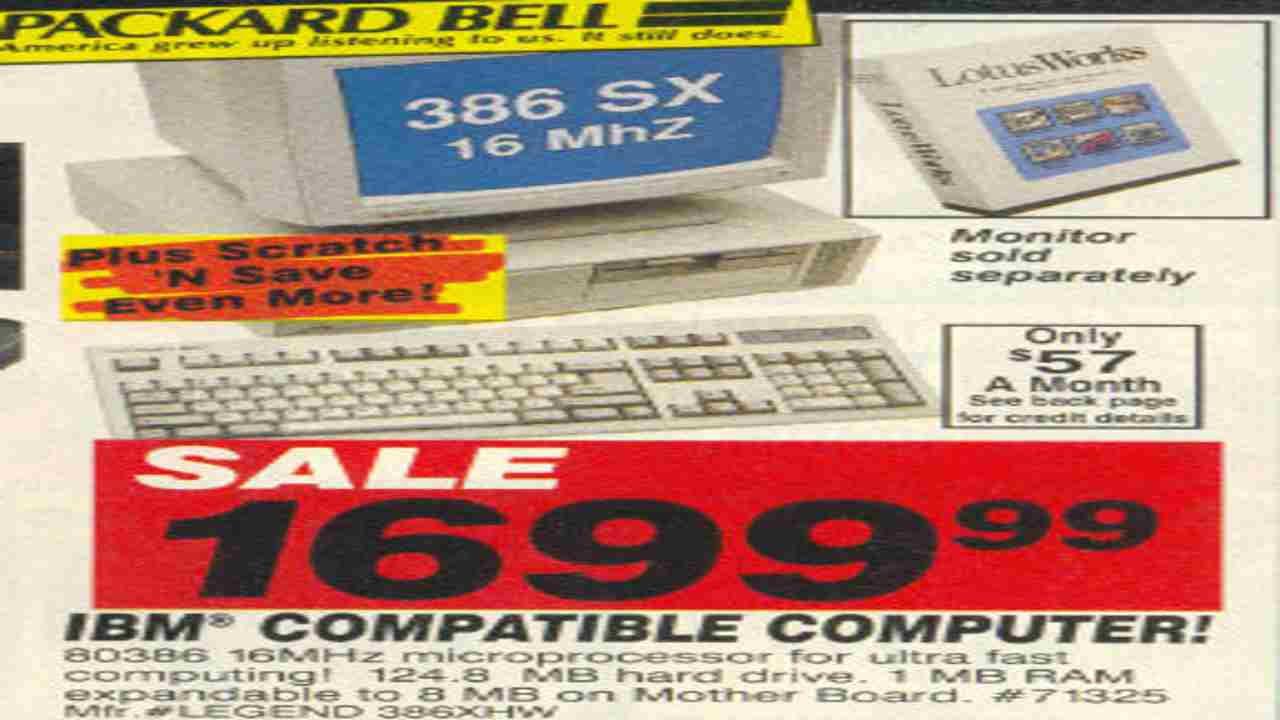 PACKARD BELL
America grew up listening to us. It still does.
386 SX
16 MhZ
LotusWorks
LotusWorks
Plus Scratch
'N Save
Even More!
Monitor
sold
separately
Only
$57
A Month
See back page
for credit details
SALE
1699 99
IBM® COMPATIBLE COMPUTER!
80386 16MHz microprocessor for ultra fast
computing! 124.8 MB hard drive. 1 MB RAM
expandable to 8 MB on Mother Board. #71325
Mfr.#LEGEND 386XHW